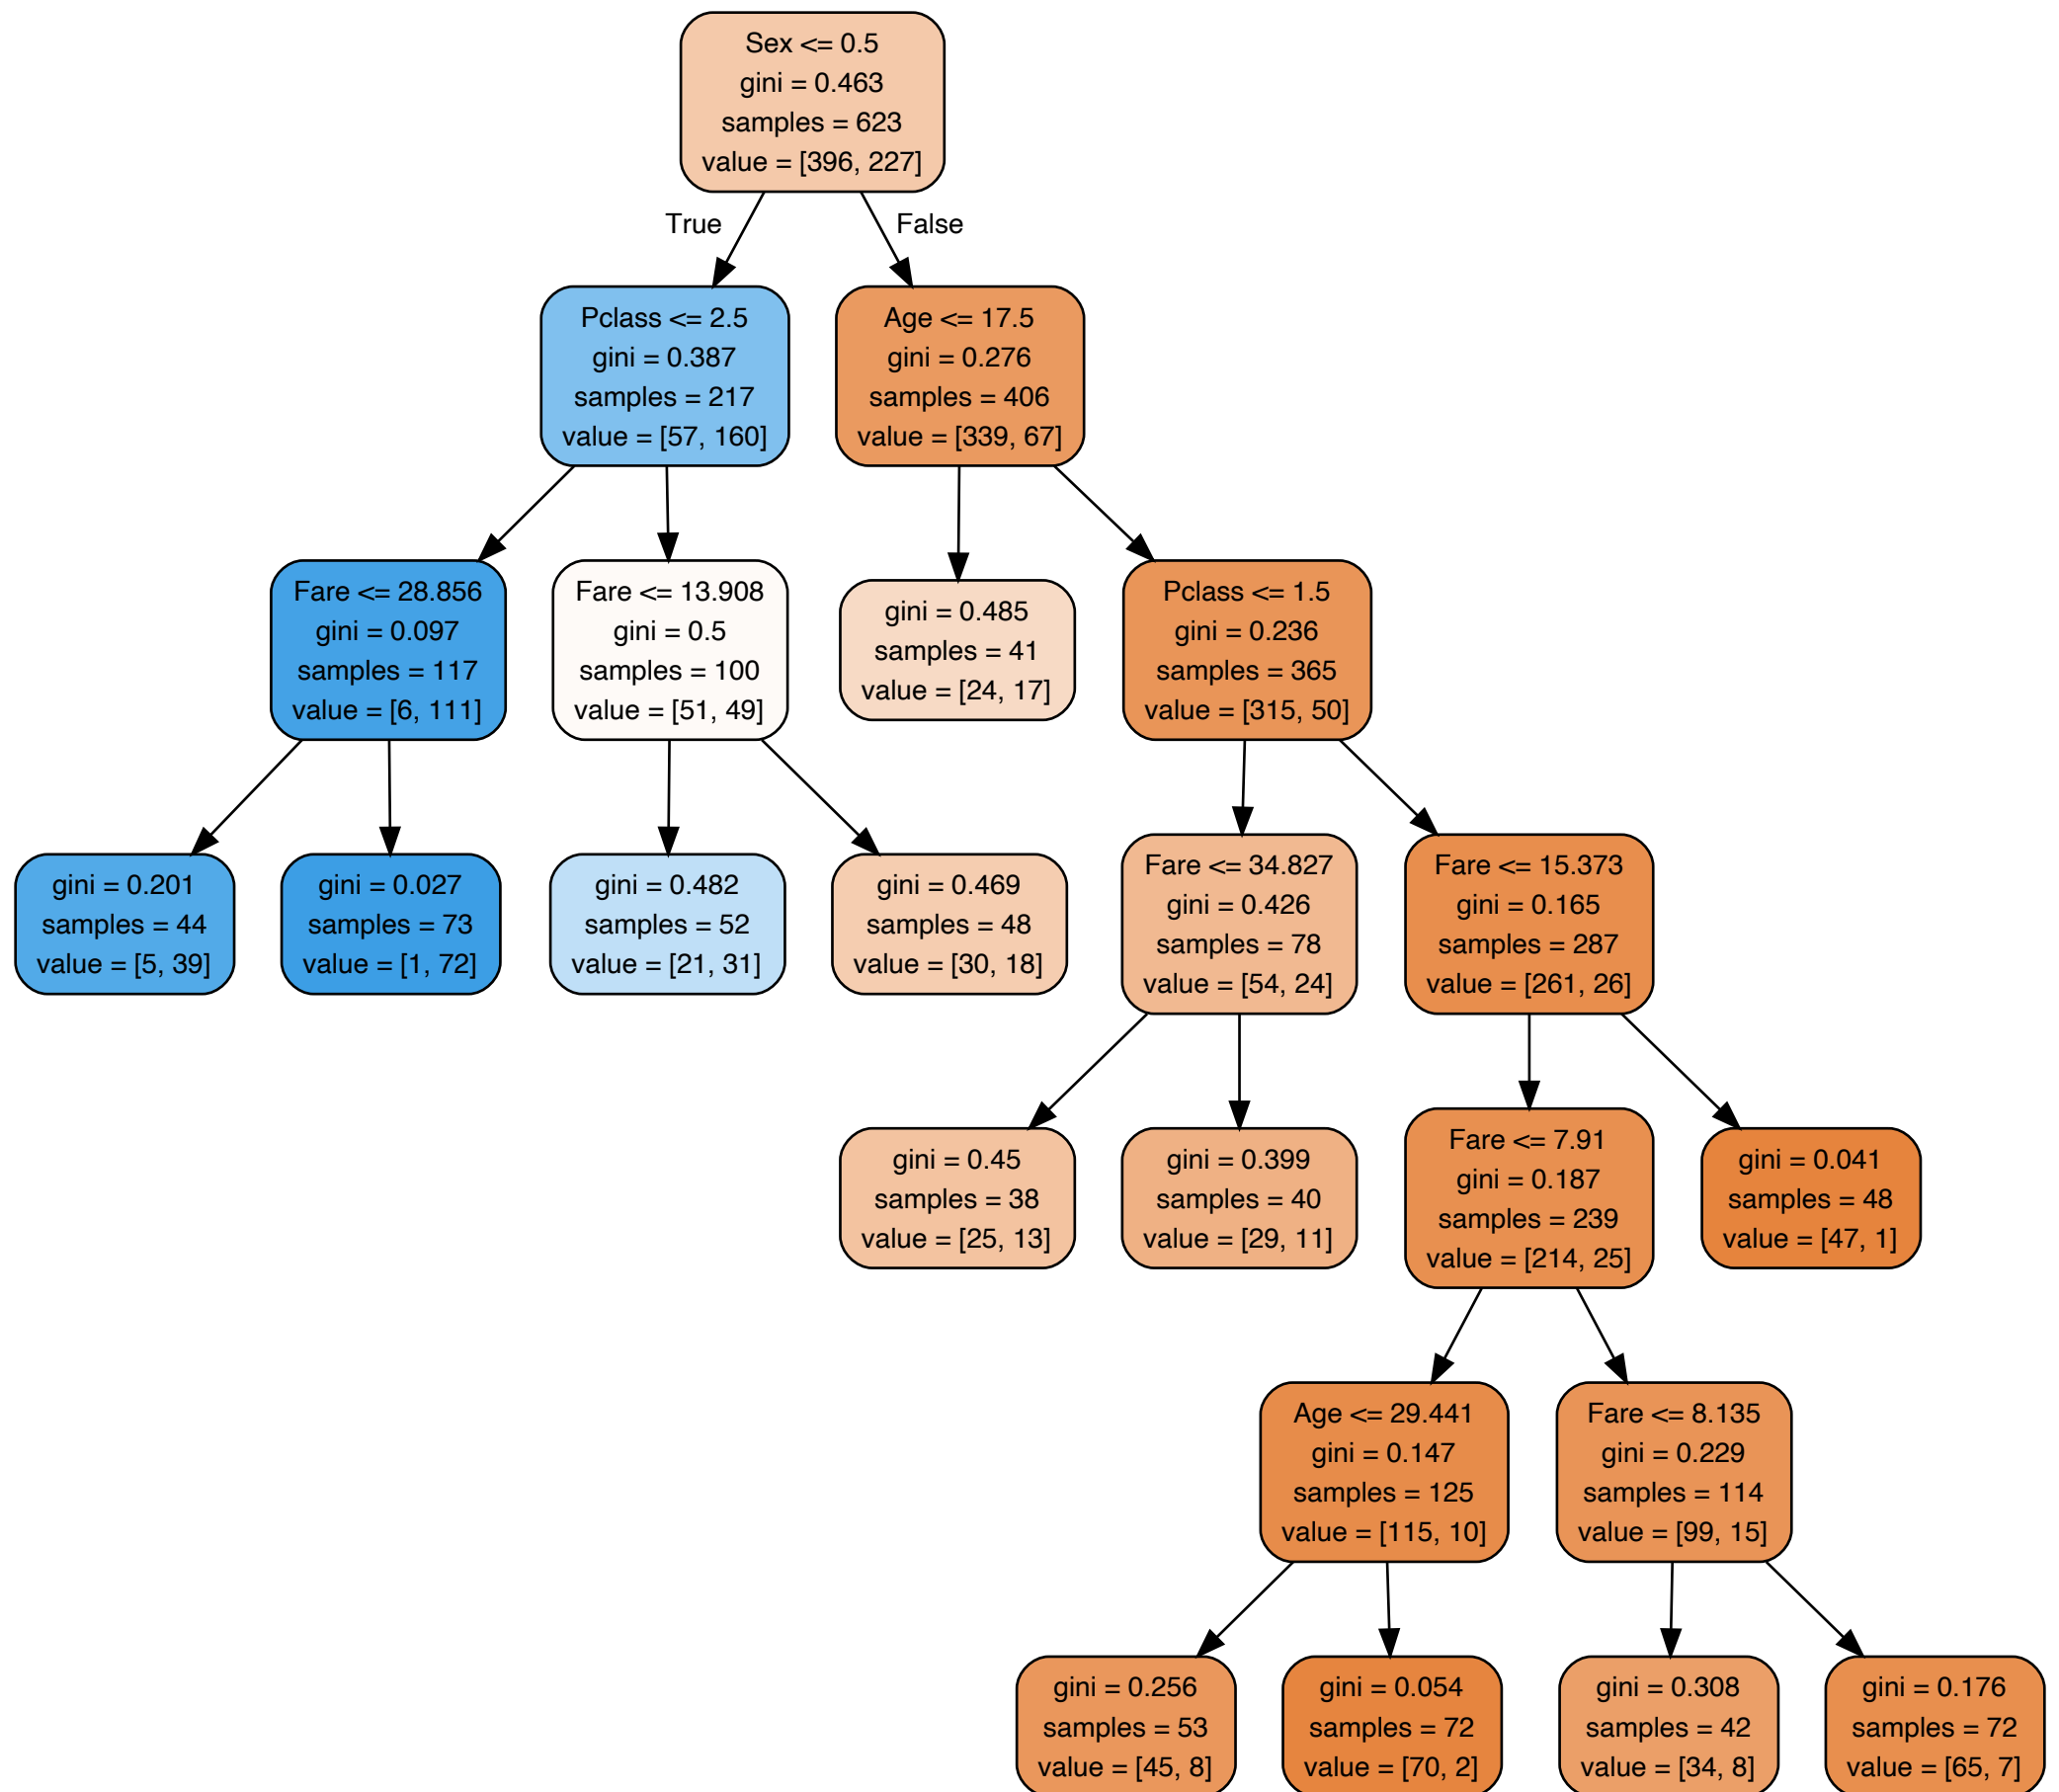 Sex <= 0.5
gini = 0.463
samples = 623
value = [396, 227]
True
False
Pclass <= 2.5
gini = 0.387
samples = 217
value = [57, 160]
Age <= 17.5
gini = 0.276
samples = 406
value = [339, 67]
Fare <= 28.856
gini = 0.097
samples = 117
value = [6, 111]
Fare <= 13.908
gini = 0.5
samples = 100
value = [51, 49]
gini = 0.485
samples = 41
value = [24, 17]
Pclass <= 1.5
gini = 0.236
samples = 365
value = [315, 50]
gini = 0.201
samples = 44
value = [5, 39]
gini = 0.027
samples = 73
value = [1, 72]
gini = 0.482
samples = 52
value = [21, 31]
gini = 0.469
samples = 48
value = [30, 18]
Fare <= 34.827
gini = 0.426
samples = 78
value = [54, 24]
Fare <= 15.373
gini = 0.165
samples = 287
value = [261, 26]
gini = 0.45
samples = 38
value = [25, 13]
gini = 0.399
samples = 40
value = [29, 11]
Fare <= 7.91
gini = 0.187
samples = 239
value = [214, 25]
gini = 0.041
samples = 48
value = [47, 1]
Age <= 29.441
gini = 0.147
samples = 125
value = [115, 10]
Fare <= 8.135
gini = 0.229
samples = 114
value = [99, 15]
gini = 0.256
samples = 53
value = [45, 8]
gini = 0.054
samples = 72
value = [70, 2]
gini = 0.308
samples = 42
value = [34, 8]
gini = 0.176
samples = 72
value = [65, 7]